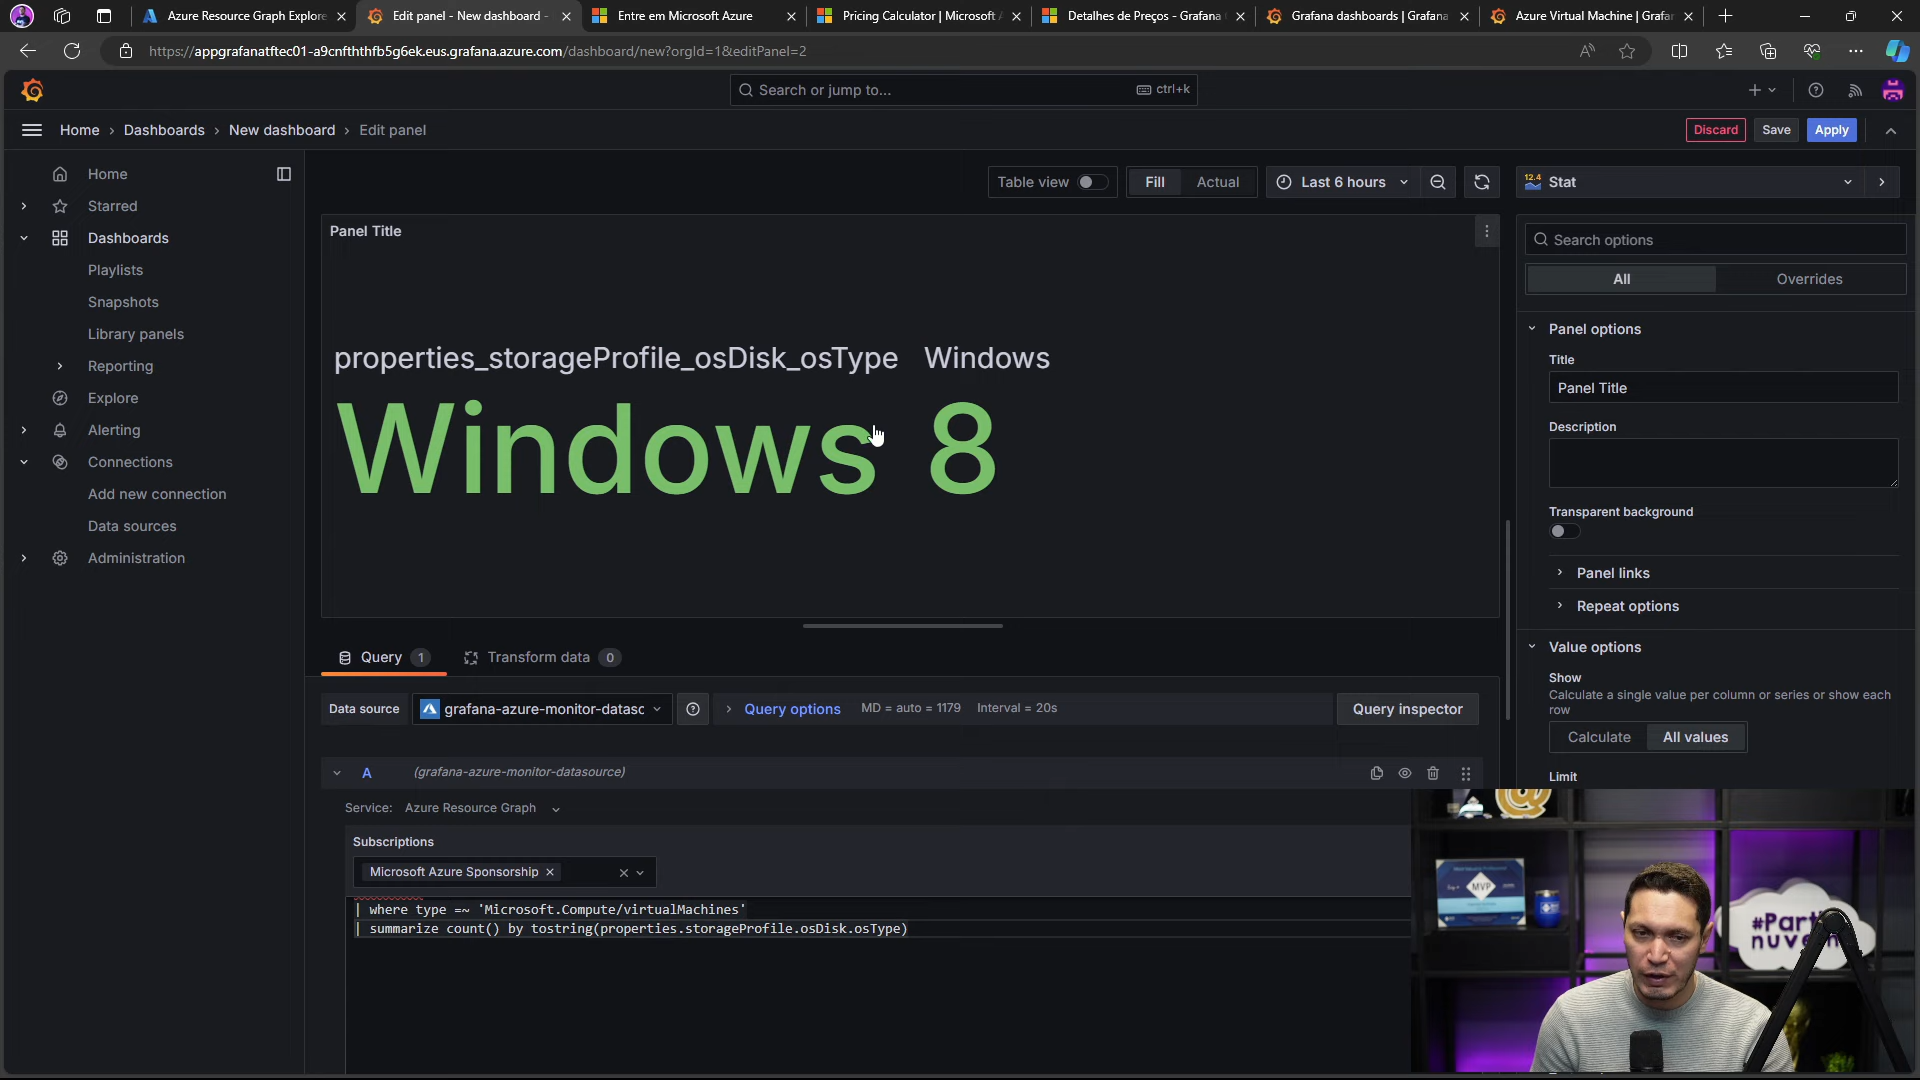 Azure Resource Graph Explore
Edit panel - New dashboard -
Entre em Microsoft Azure
Pricing Calculator | Microsoft A
Detalhes de Preços - Grafana
Grafana dashboards | Grafana
Azure Virtual Machine | Grafar
https://appgrafanatftec01-a9cnfththfb5g6ek.eus.grafana.azure.com/dashboard/new?orgId=1&editPanel=2
Search or jump to...
ctrl+k
Home › Dashboards › New dashboard › Edit panel
Discard
Save
Apply
Home
Starred
Dashboards
Playlists
Snapshots
Library panels
Reporting
Explore
Alerting
Connections
Add new connection
Data sources
Administration
Table view
Fill
Actual
Last 6 hours
12.4 Stat
Panel Title
properties_storageProfile_osDisk_osType Windows
Windows 8
Search options
All
Overrides
Panel options
Title
Panel Title
Description
Transparent background
Panel links
Repeat options
Value options
Show
Calculate a single value per column or series or show each
row
Calculate
All values
Limit
Query 1
Transform data 0
Data source
grafana-azure-monitor-datasc
Query options
MD = auto = 1179
Interval = 20s
Query inspector
A
(grafana-azure-monitor-datasource)
Service: Azure Resource Graph
Subscriptions
Microsoft Azure Sponsorship
| where type =~ 'Microsoft.Compute/virtualMachines'
| summarize count() by tostring(properties.storageProfile.osDisk.osType)
MVP
#Parti
nuvem